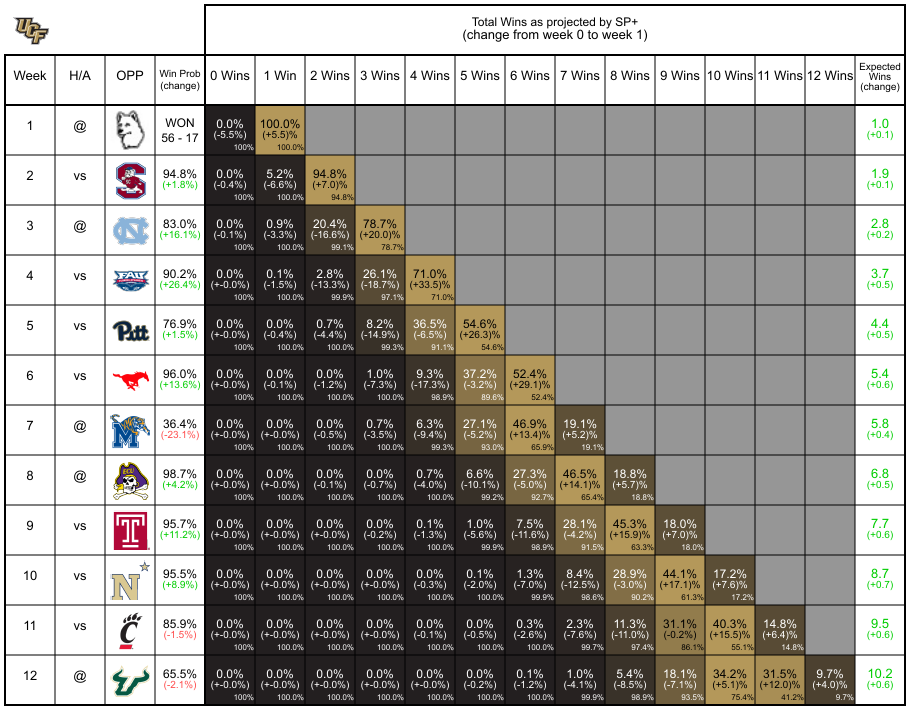 UCF
Total Wins as projected by SP+
(change from week 0 to week 1)
Week H/A OPP Win Prob (change) 0 Wins 1 Win 2 Wins 3 Wins 4 Wins 5 Wins 6 Wins 7 Wins 8 Wins 9 Wins 10 Wins 11 Wins 12 Wins Expected Wins (change)
1 @ WON 0.0% 100.0% 1.0
56 - 17 (-5.5%) (+5.5)% (+0.1)
100% 100.0%
2 vs S 94.8% 0.0% 5.2% 94.8% 1.9
(+1.8%) (-0.4%) (-6.6%) (+7.0)% (+0.1)
100% 100.0% 94.8%
3 @ NC 83.0% 0.0% 0.9% 20.4% 78.7% 2.8
(+16.1%) (-0.1%) (-3.3%) (-16.6%) (+20.0)% (+0.2)
100% 100.0% 99.1% 78.7%
4 vs FAU 90.2% 0.0% 0.1% 2.8% 26.1% 71.0% 3.7
(+26.4%) (+-0.0%) (-1.5%) (-13.3%) (-18.7%) (+33.5)% (+0.5)
100% 100.0% 99.9% 97.1% 71.0%
5 vs Pitt 76.9% 0.0% 0.0% 0.7% 8.2% 36.5% 54.6% 4.4
(+1.5%) (+-0.0%) (-0.4%) (-4.4%) (-14.9%) (-6.5%) (+26.3)% (+0.5)
100% 100.0% 100.0% 99.3% 91.1% 54.6%
6 vs 96.0% 0.0% 0.0% 0.0% 1.0% 9.3% 37.2% 52.4% 5.4
(+13.6%) (+-0.0%) (-0.1%) (-1.2%) (-7.3%) (-17.3%) (-3.2%) (+29.1)% (+0.6)
100% 100.0% 100.0% 100.0% 98.9% 89.6% 52.4%
7 @ M 36.4% 0.0% 0.0% 0.0% 0.7% 6.3% 27.1% 46.9% 19.1% 5.8
(-23.1%) (+-0.0%) (+-0.0%) (-0.5%) (-3.5%) (-9.4%) (-5.2%) (+13.4)% (+5.2)% (+0.4)
100% 100.0% 100.0% 100.0% 99.3% 93.0% 65.9% 19.1%
8 @ ECU 98.7% 0.0% 0.0% 0.0% 0.0% 0.7% 6.6% 27.3% 46.5% 18.8% 6.8
(+4.2%) (+-0.0%) (+-0.0%) (-0.1%) (-0.7%) (-4.0%) (-10.1%) (-5.0%) (+14.1)% (+5.7)% (+0.5)
100% 100.0% 100.0% 100.0% 100.0% 99.2% 92.7% 65.4% 18.8%
9 vs T 95.7% 0.0% 0.0% 0.0% 0.0% 0.1% 1.0% 7.5% 28.1% 45.3% 18.0% 7.7
(+11.2%) (+-0.0%) (+-0.0%) (+-0.0%) (-0.2%) (-1.3%) (-5.6%) (-11.6%) (-4.2%) (+15.9)% (+7.0)% (+0.6)
100% 100.0% 100.0% 100.0% 100.0% 99.9% 98.9% 91.5% 63.3% 18.0%
10 vs N 95.5% 0.0% 0.0% 0.0% 0.0% 0.0% 0.1% 1.3% 8.4% 28.9% 44.1% 17.2% 8.7
(+8.9%) (+-0.0%) (+-0.0%) (+-0.0%) (+-0.0%) (-0.3%) (-2.0%) (-7.0%) (-12.5%) (-3.0%) (+17.1)% (+7.6)% (+0.7)
100% 100.0% 100.0% 100.0% 100.0% 100.0% 99.9% 98.6% 90.2% 61.3% 17.2%
11 vs C 85.9% 0.0% 0.0% 0.0% 0.0% 0.0% 0.0% 0.3% 2.3% 11.3% 31.1% 40.3% 14.8% 9.5
(-1.5%) (+-0.0%) (+-0.0%) (+-0.0%) (+-0.0%) (-0.1%) (-0.5%) (-2.6%) (-7.6%) (-11.0%) (-0.2%) (+15.5)% (+6.4)% (+0.6)
100% 100.0% 100.0% 100.0% 100.0% 100.0% 100.0% 99.7% 97.4% 86.1% 55.1% 14.8%
12 @ 65.5% 0.0% 0.0% 0.0% 0.0% 0.0% 0.0% 0.1% 1.0% 5.4% 18.1% 34.2% 31.5% 9.7% 10.2
(-2.1%) (+-0.0%) (+-0.0%) (+-0.0%) (+-0.0%) (+-0.0%) (-0.2%) (-1.2%) (-4.1%) (-8.5%) (-7.1%) (+5.1)% (+12.0)% (+4.0)% (+0.6)
100% 100.0% 100.0% 100.0% 100.0% 100.0% 100.0% 99.9% 98.9% 93.5% 75.4% 41.2% 9.7%